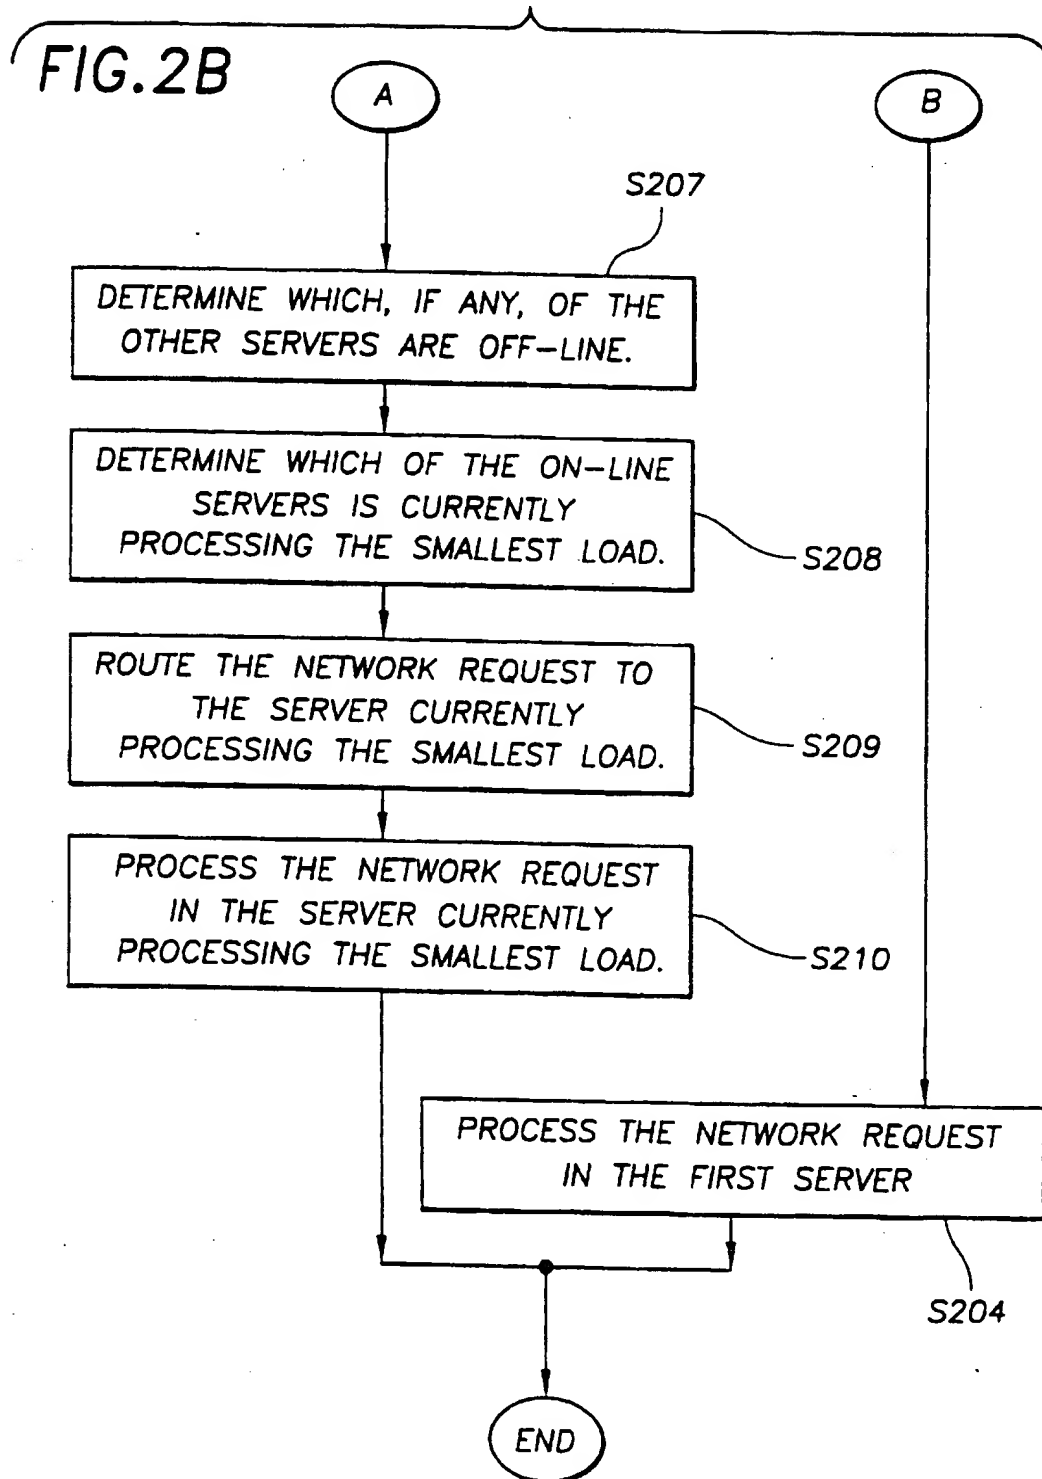 FIG.2B
A
B
S207
DETERMINE WHICH, IF ANY, OF THE
OTHER SERVERS ARE OFF-LINE.
DETERMINE WHICH OF THE ON-LINE
SERVERS IS CURRENTLY
PROCESSING THE SMALLEST LOAD.
S208
ROUTE THE NETWORK REQUEST TO
THE SERVER CURRENTLY
PROCESSING THE SMALLEST LOAD.
S209
PROCESS THE NETWORK REQUEST
IN THE SERVER CURRENTLY
PROCESSING THE SMALLEST LOAD.
S210
PROCESS THE NETWORK REQUEST
IN THE FIRST SERVER
S204
END